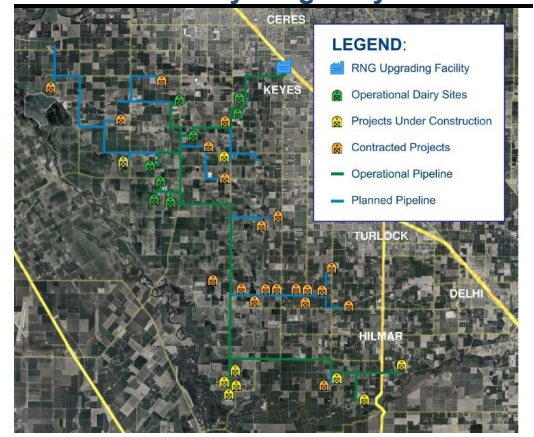 CERES
LEGEND:
RNG Upgrading Facility
KEYES
Operational Dairy Sites
Projects Under Construction
Contracted Projects
Operational Pipeline
Planned Pipeline
TURLOCK
DELHI
HILMAR